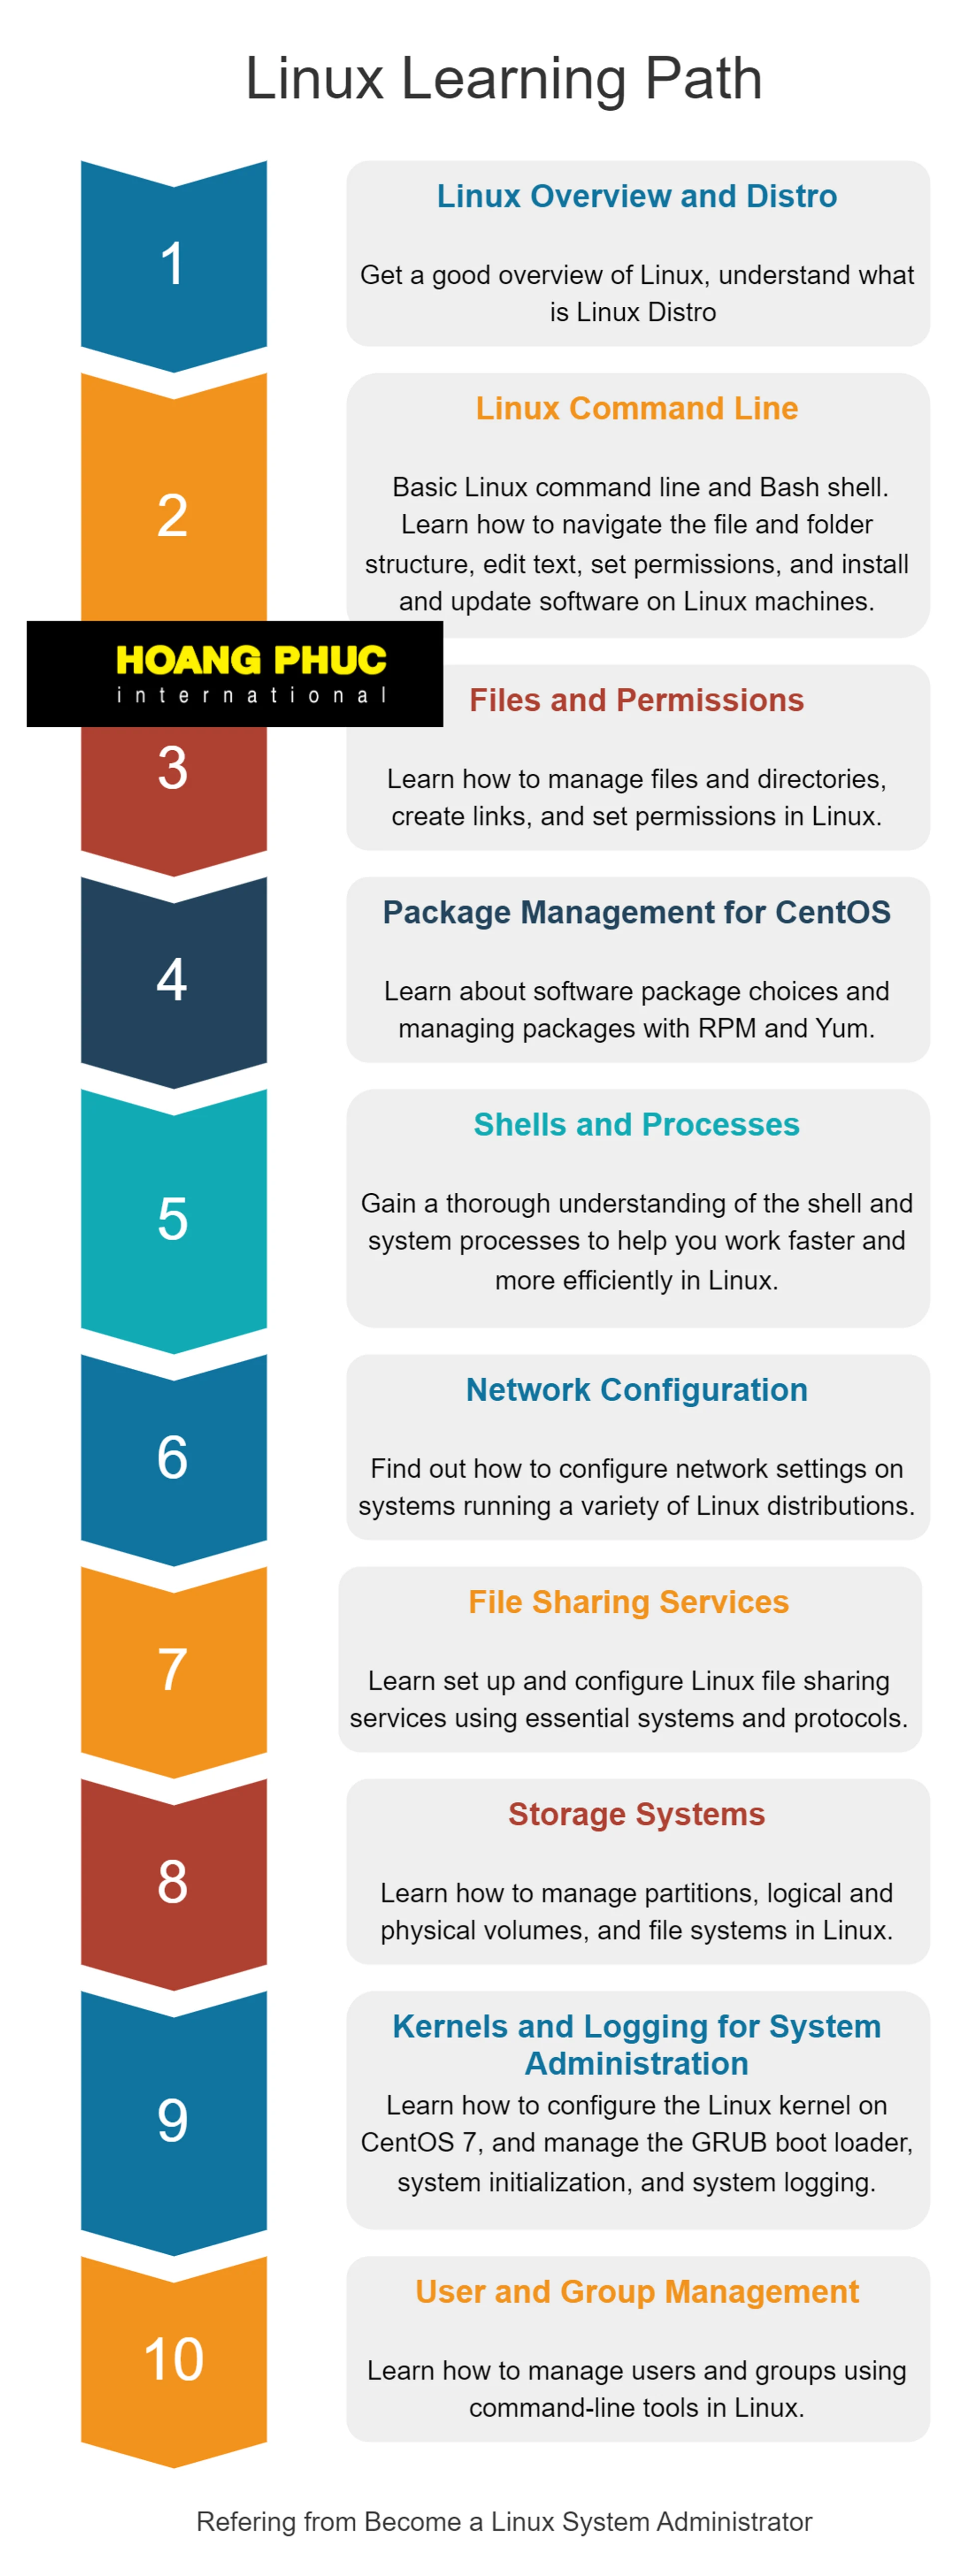 Linux Learning Path
1
Linux Overview and Distro
Get a good overview of Linux, understand what
is Linux Distro
2
Linux Command Line
Basic Linux command line and Bash shell.
Learn how to navigate the file and folder
structure, edit text, set permissions, and install
and update software on Linux machines.
HOANG PHUC
international
3
Files and Permissions
Learn how to manage files and directories,
create links, and set permissions in Linux.
4
Package Management for CentOS
Learn about software package choices and
managing packages with RPM and Yum.
5
Shells and Processes
Gain a thorough understanding of the shell and
system processes to help you work faster and
more efficiently in Linux.
6
Network Configuration
Find out how to configure network settings on
systems running a variety of Linux distributions.
7
File Sharing Services
Learn set up and configure Linux file sharing
services using essential systems and protocols.
8
Storage Systems
Learn how to manage partitions, logical and
physical volumes, and file systems in Linux.
9
Kernels and Logging for System
Administration
Learn how to configure the Linux kernel on
CentOS 7, and manage the GRUB boot loader,
system initialization, and system logging.
10
User and Group Management
Learn how to manage users and groups using
command-line tools in Linux.
Refering from Become a Linux System Administrator